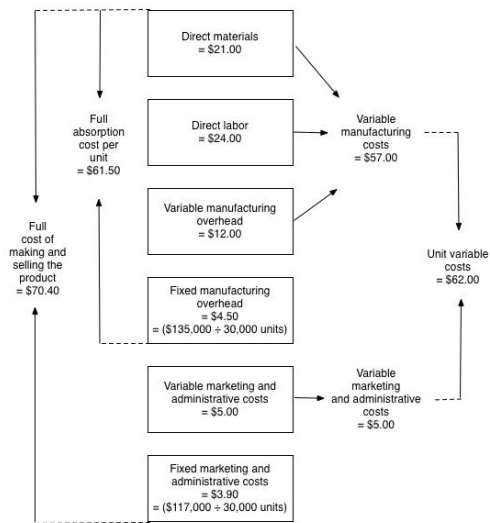 Direct materials
= $21.00
Full
absorption
cost per
unit
= $61.50
Direct labor
= $24.00
Variable
manufacturing
costs
= $57.00
Variable manufacturing
overhead
= $12.00
Full
cost of
making and
selling the
product
= $70.40
Unit variable
costs
= $62.00
Fixed manufacturing
overhead
= $4.50
= ($135,000 ÷ 30,000 units)
Variable marketing and
administrative costs
= $5.00
Variable
marketing
and administrative
costs
= $5.00
Fixed marketing and
administrative costs
= $3.90
= ($117,000 ÷ 30,000 units)